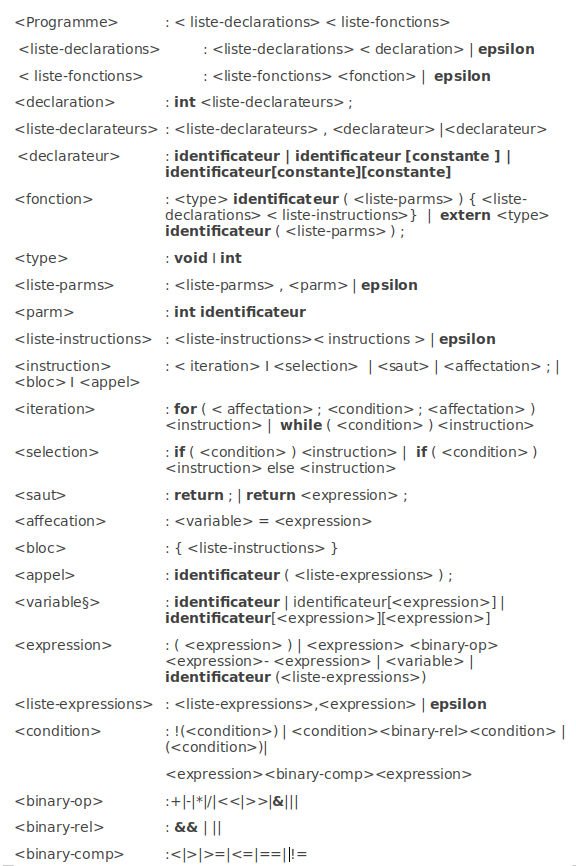 <Programme> : < liste-declarations> < liste-fonctions>
<liste-declarations> : <liste-declarations> < declaration> | epsilon
< liste-fonctions> : <liste-fonctions> <fonction> | epsilon
<declaration> : int <liste-declarateurs> ;
<liste-declarateurs> : <liste-declarateurs> , <declarateur> |<declarateur>
<declarateur> : identificateur | identificateur [constante ] |
identificateur[constante][constante]
<fonction> : <type> identificateur ( <liste-parms> ) { <liste-
declarations> < liste-instructions>} | extern <type>
identificateur ( <liste-parms> ) ;
<type> : void I int
<liste-parms> : <liste-parms> , <parm> | epsilon
<parm> : int identificateur
<liste-instructions> : <liste-instructions>< instructions > | epsilon
<instruction> : < iteration> I <selection> | <saut> | <affectation> ; |
<bloc> I <appel>
<iteration> : for ( < affectation> ; <condition> ; <affectation> )
<instruction> | while ( <condition> ) <instruction>
<selection> : if ( <condition> ) <instruction> | if ( <condition> )
<instruction> else <instruction>
<saut> : return ; | return <expression> ;
<affecation> : <variable> = <expression>
<bloc> : { <liste-instructions> }
<appel> : identificateur ( <liste-expressions> ) ;
<variable§> : identificateur | identificateur[<expression>] |
identificateur[<expression>][<expression>]
<expression> : ( <expression> ) | <expression> <binary-op>
<expression>- <expression> | <variable> |
identificateur (<liste-expressions>)
<liste-expressions> : <liste-expressions>,<expression> | epsilon
<condition> : !(<condition>) | <condition><binary-rel><condition> |
(<condition>)|
<expression><binary-comp><expression>
<binary-op> :+|-|*|/|<<|>>|&|||
<binary-rel> : && | ||
<binary-comp> :<|>|>=|<=|==|!=